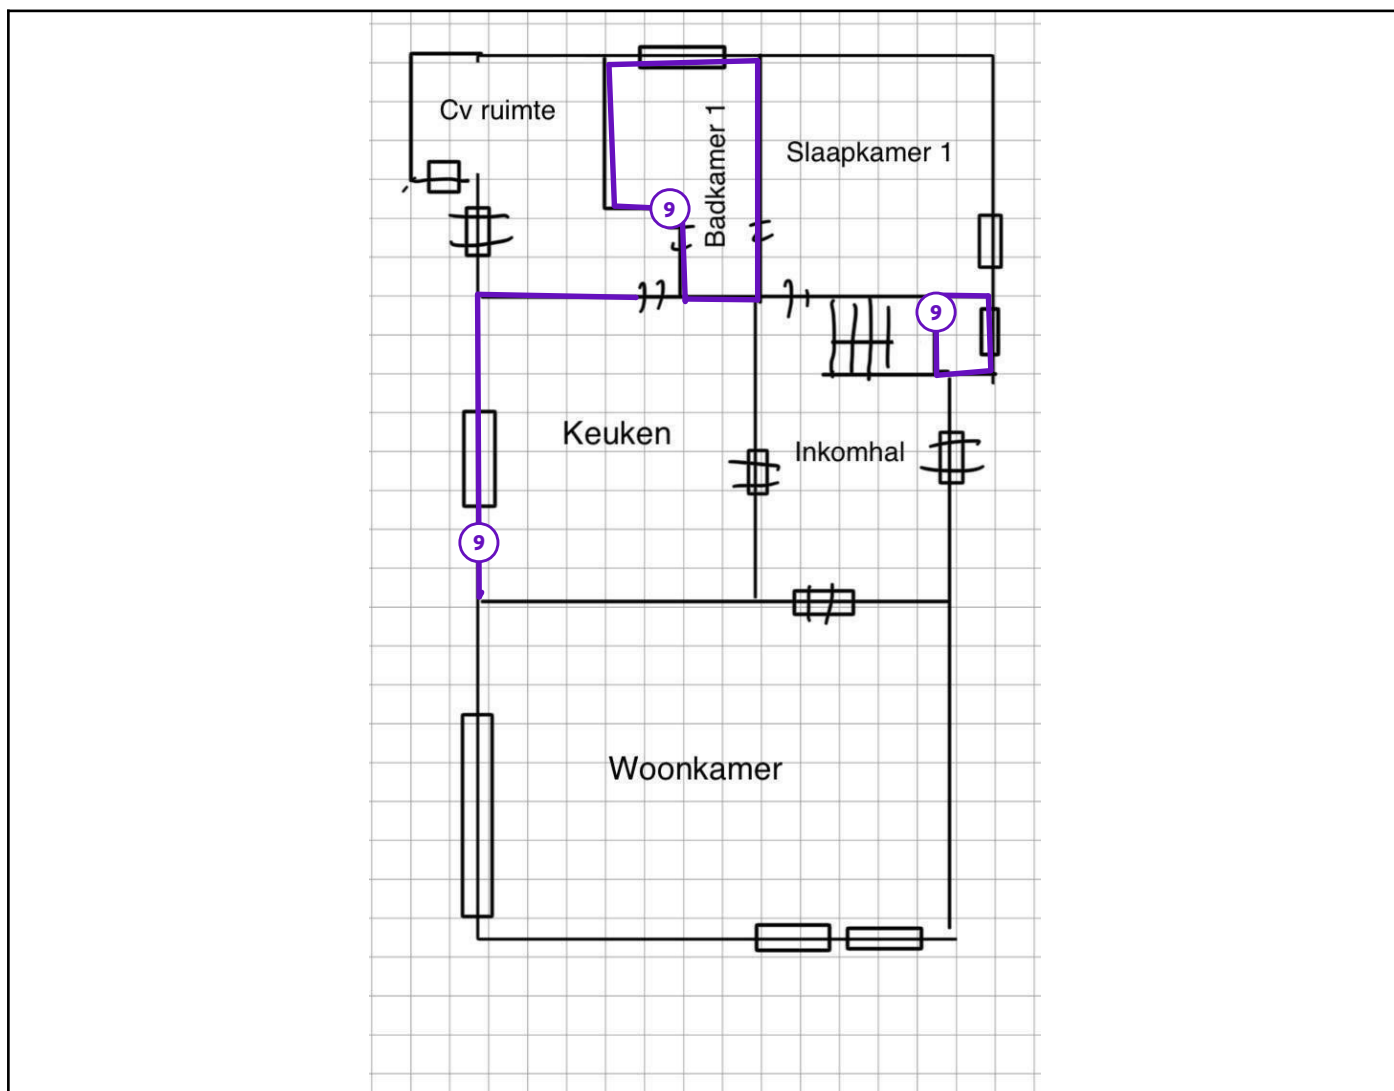 Cv ruimte
Badkamer 1
Slaapkamer 1
9
9
Keuken
Inkomhal
9
Woonkamer